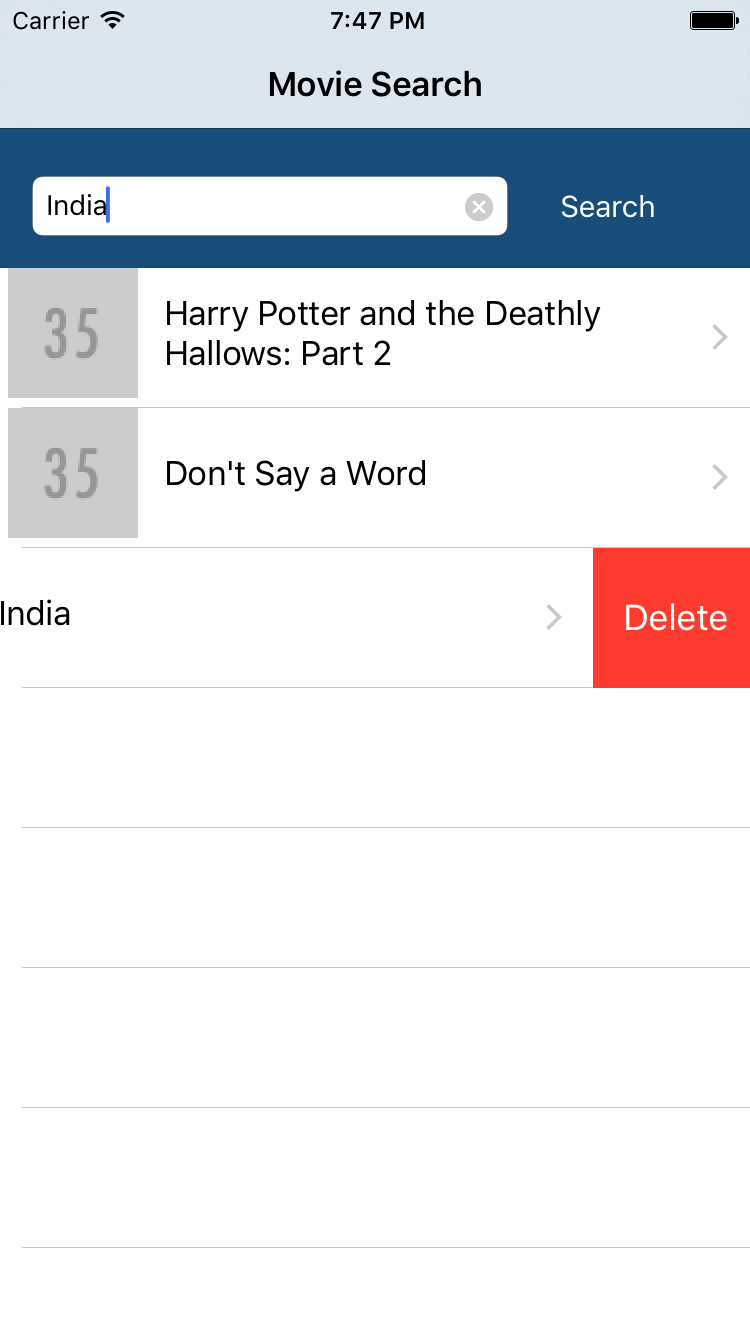 Carrier 7:47 PM
Movie Search
India Search
35 Harry Potter and the Deathly
Hallows: Part 2
35 Don't Say a Word
India Delete